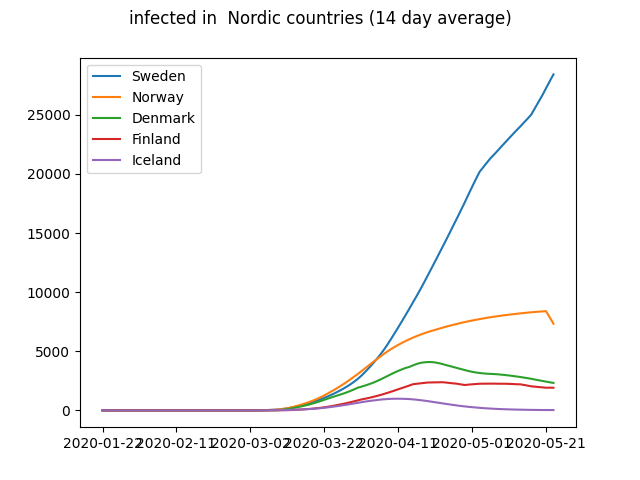 infected in  Nordic countries (14 day average)
Sweden
Norway
Denmark
Finland
Iceland
25000
20000
15000
10000
5000
0
2020-01-22 2020-02-11 2020-03-02 2020-03-22 2020-04-11 2020-05-01 2020-05-21